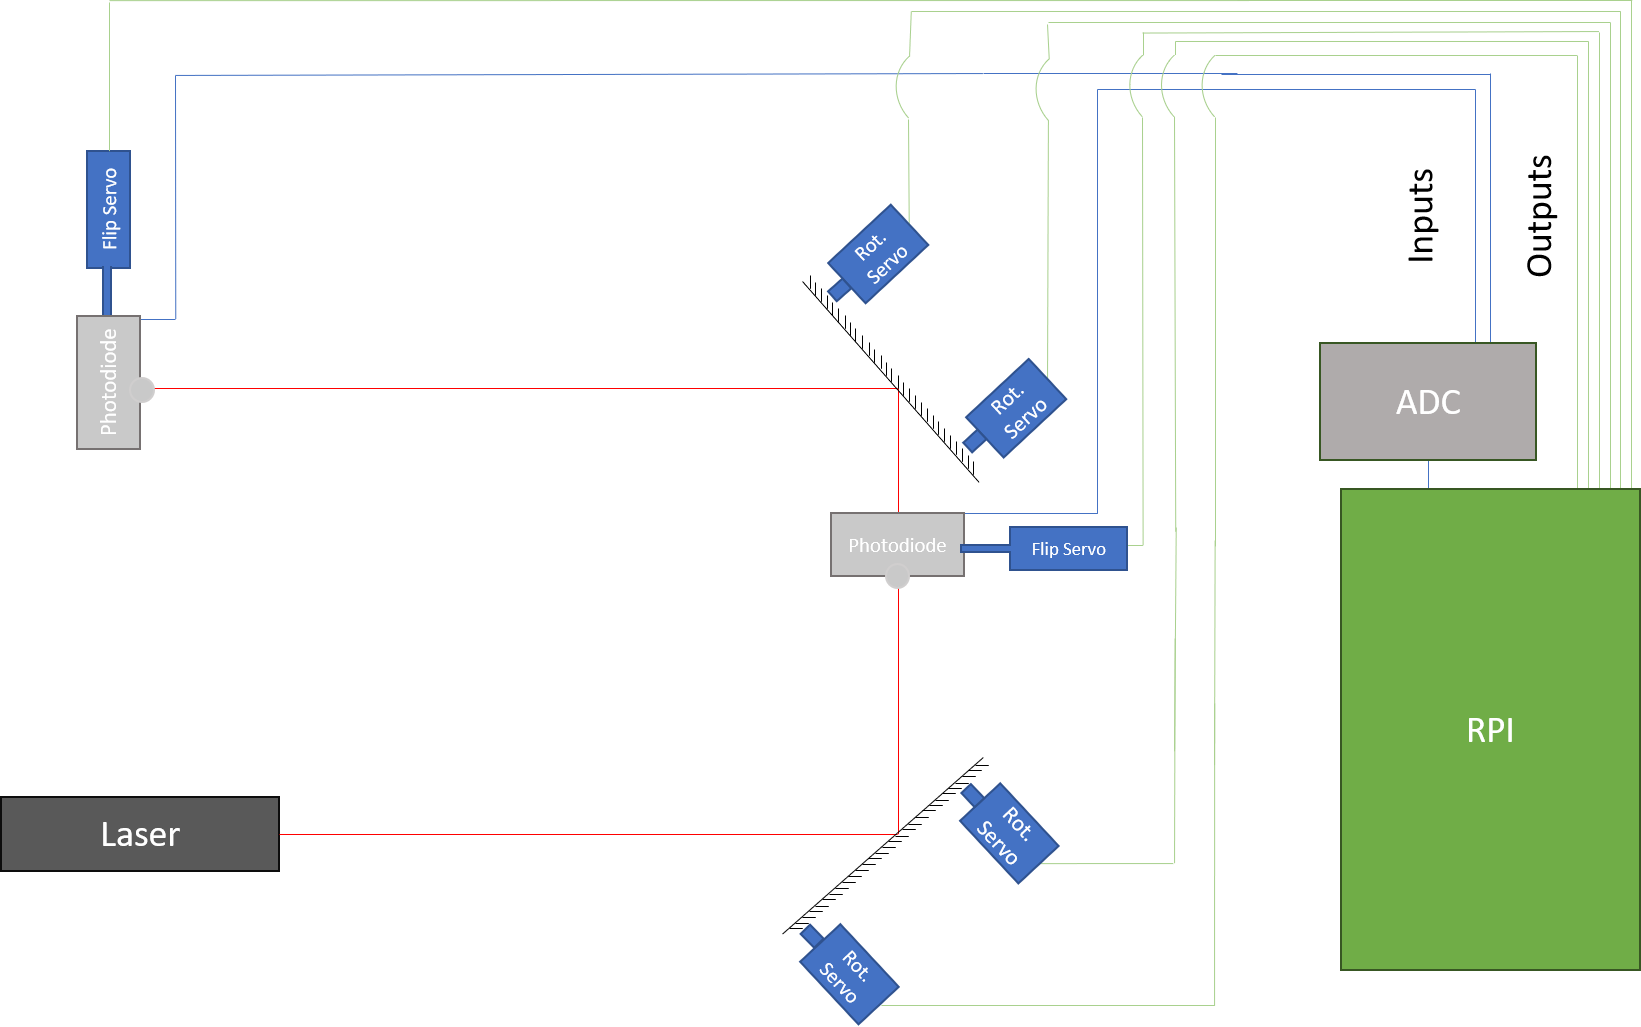 Flip Servo
Photodiode
Rot.
Servo
Rot.
Servo
Inputs
Outputs
ADC
Photodiode
Flip Servo
RPI
Laser
Rot.
Servo
Rot.
Servo